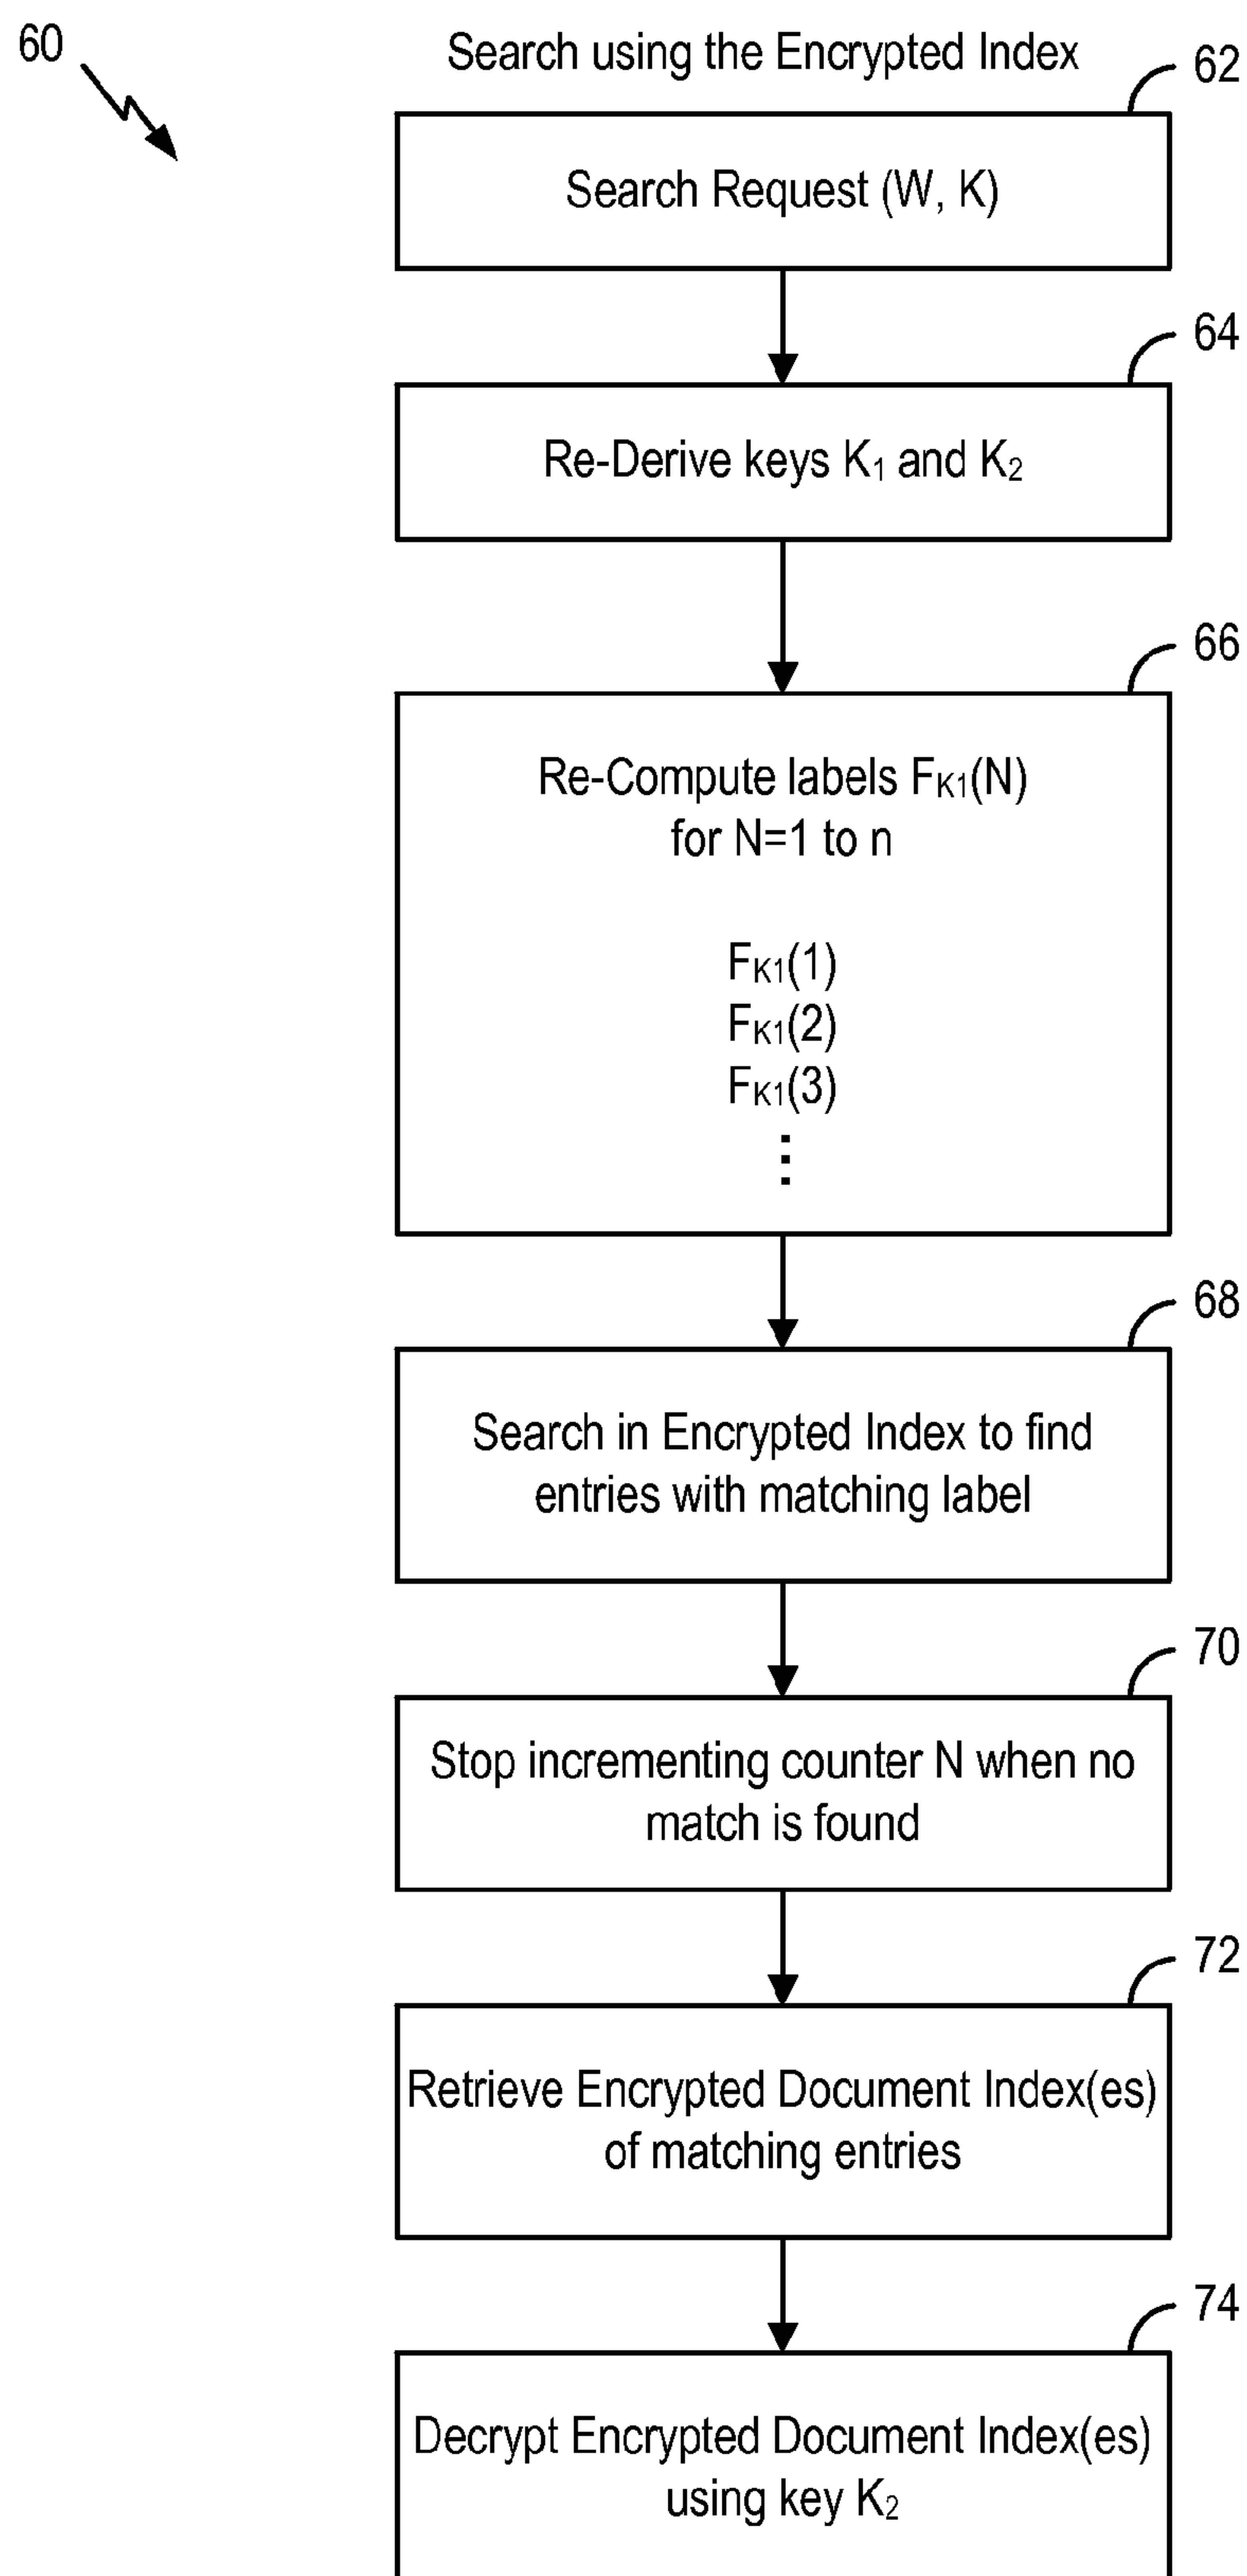 60
Search using the Encrypted Index
62
Search Request (W, K)
64
Re-Derive keys K₁ and K₂
66
Re-Compute labels FK1(N)
for N=1 to n
FK1(1)
FK1(2)
FK1(3)
⋮
68
Search in Encrypted Index to find
entries with matching label
70
Stop incrementing counter N when no
match is found
72
Retrieve Encrypted Document Index(es)
of matching entries
74
Decrypt Encrypted Document Index(es)
using key K₂